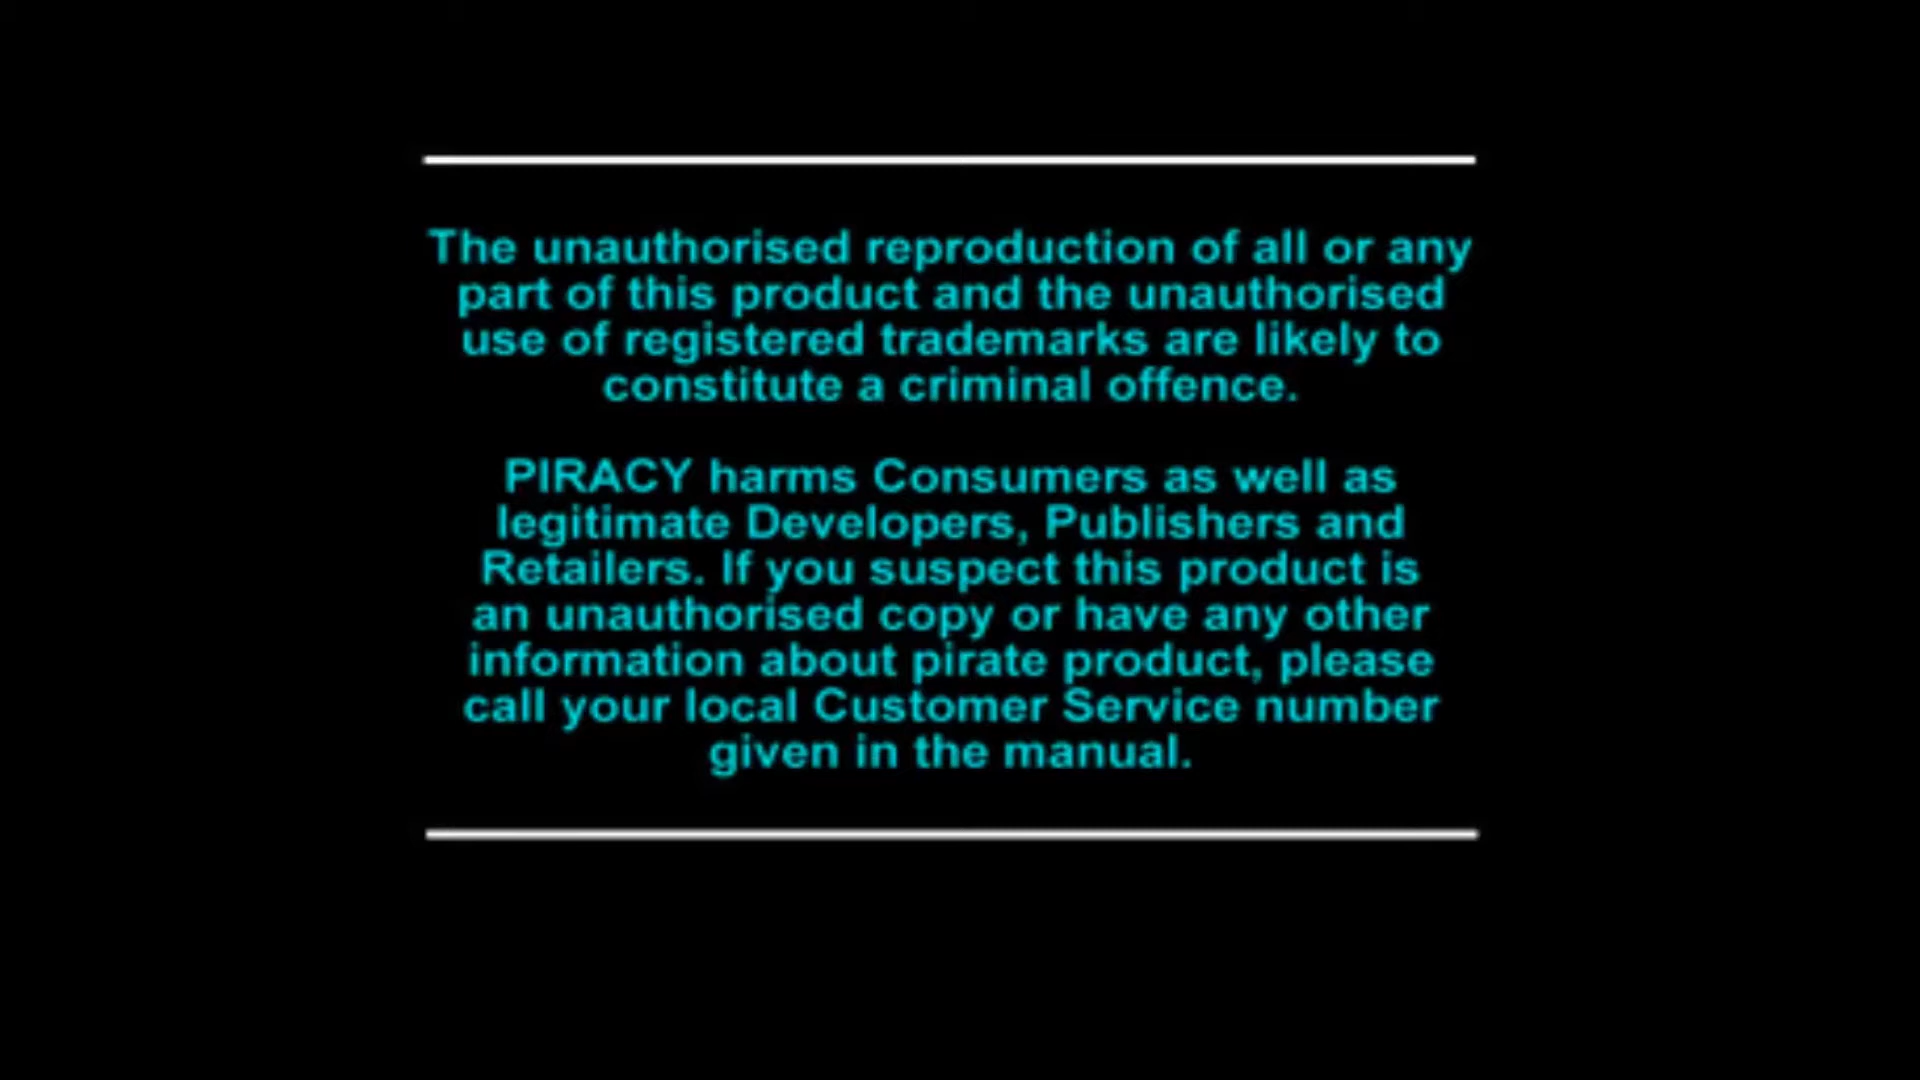 The unauthorised reproduction of all or any
part of this product and the unauthorised
use of registered trademarks are likely to
constitute a criminal offence.
PIRACY harms Consumers as well as
legitimate Developers, Publishers and
Retailers. If you suspect this product is
an unauthorised copy or have any other
information about pirate product, please
call your local Customer Service number
given in the manual.